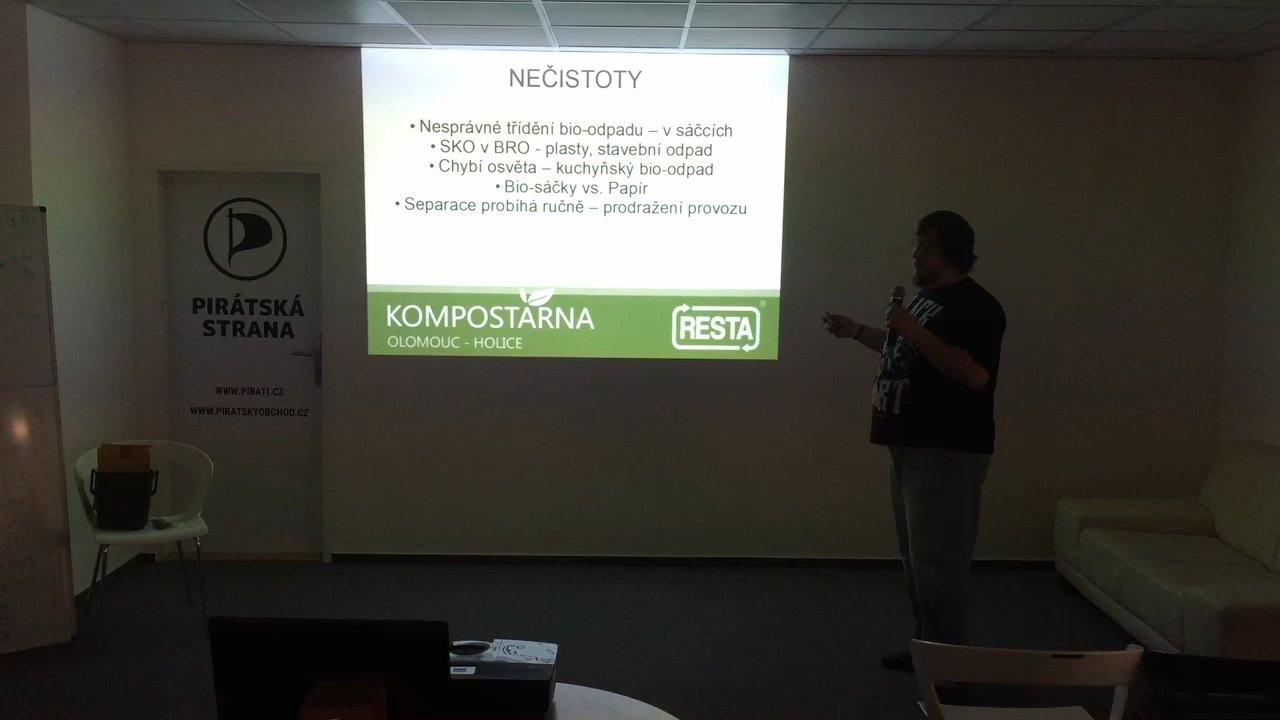 NEČISTOTY
• Nesprávné třídění bio-odpadu – v sáčcích
• SKO v BRO - plasty, stavební odpad
• Chybí osvěta – kuchyňský bio-odpad
• Bio-sáčky vs. Papír
• Separace probíhá ručně – prodražení provozu
KOMPOSTÁRNA
OLOMOUC - HOLICE
RESTA
®
PIRÁTSKÁ
STRANA
WWW.PIRATI.CZ
WWW.PIRATSKYOBCHOD.CZ